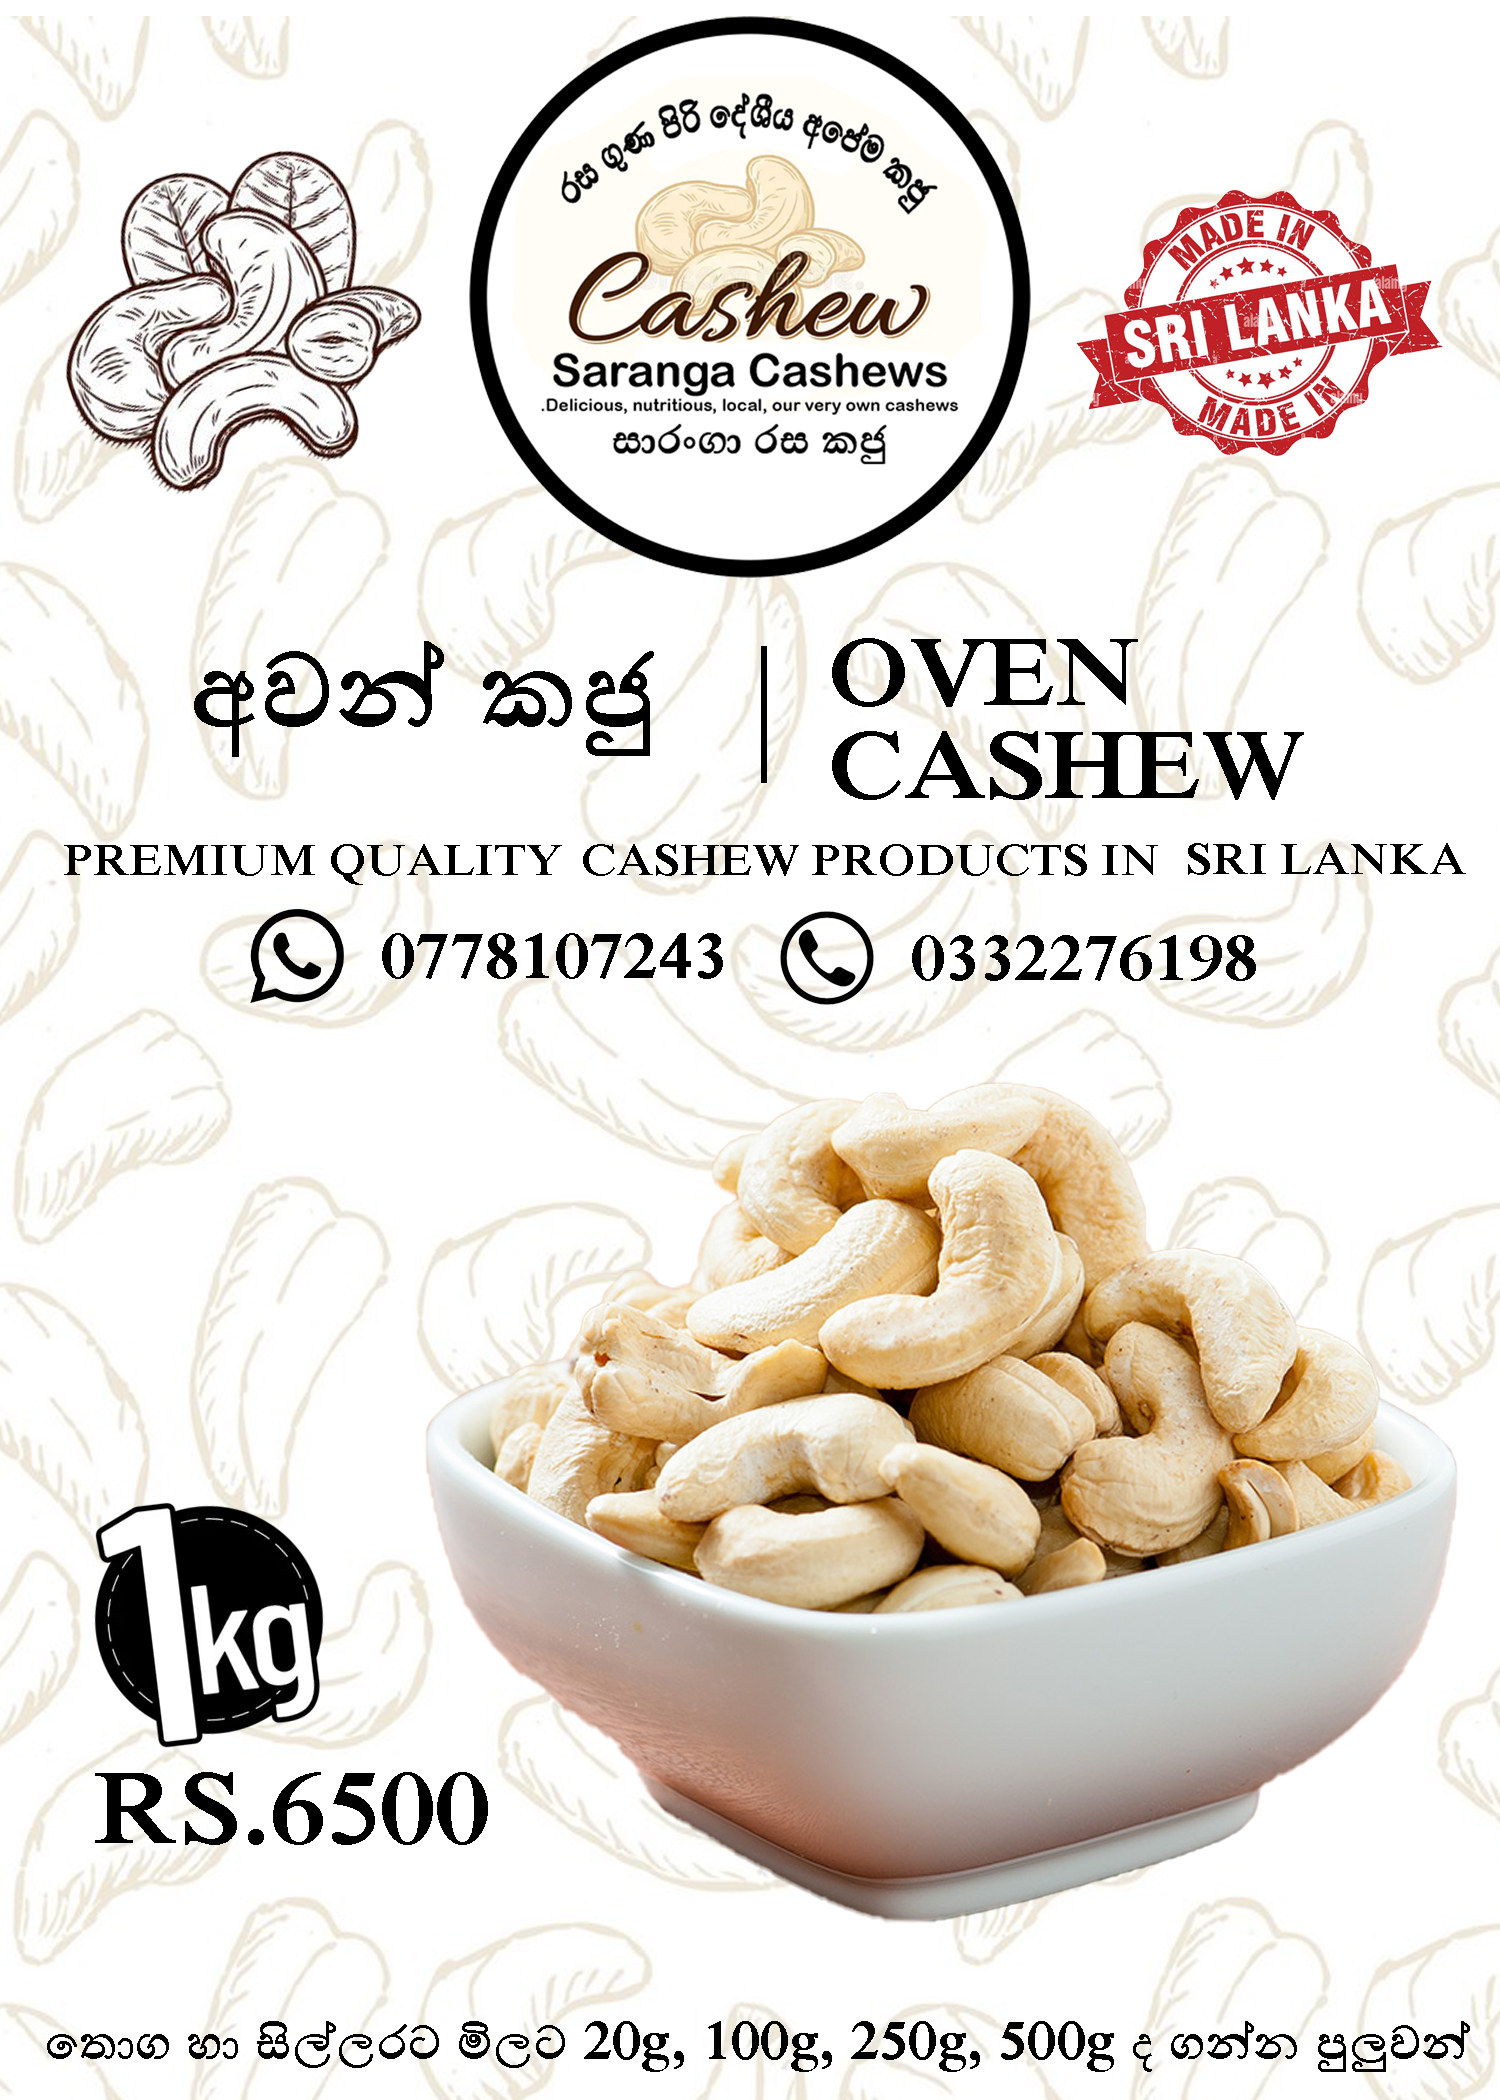 රස ගුණ පිරි දේශීය අපේම කජු
Cashew
Saranga Cashews
.Delicious, nutritious, local, our very own cashews
සාරංගා රස කජු
MADE IN
SRI LANKA
MADE IN
අවන් කජු
OVEN
CASHEW
PREMIUM QUALITY CASHEW PRODUCTS IN SRI LANKA
0778107243
0332276198
1kg
RS.6500
තොග හා සිල්ලරට මිලට 20g, 100g, 250g, 500g ද ගන්න පුලුවන්